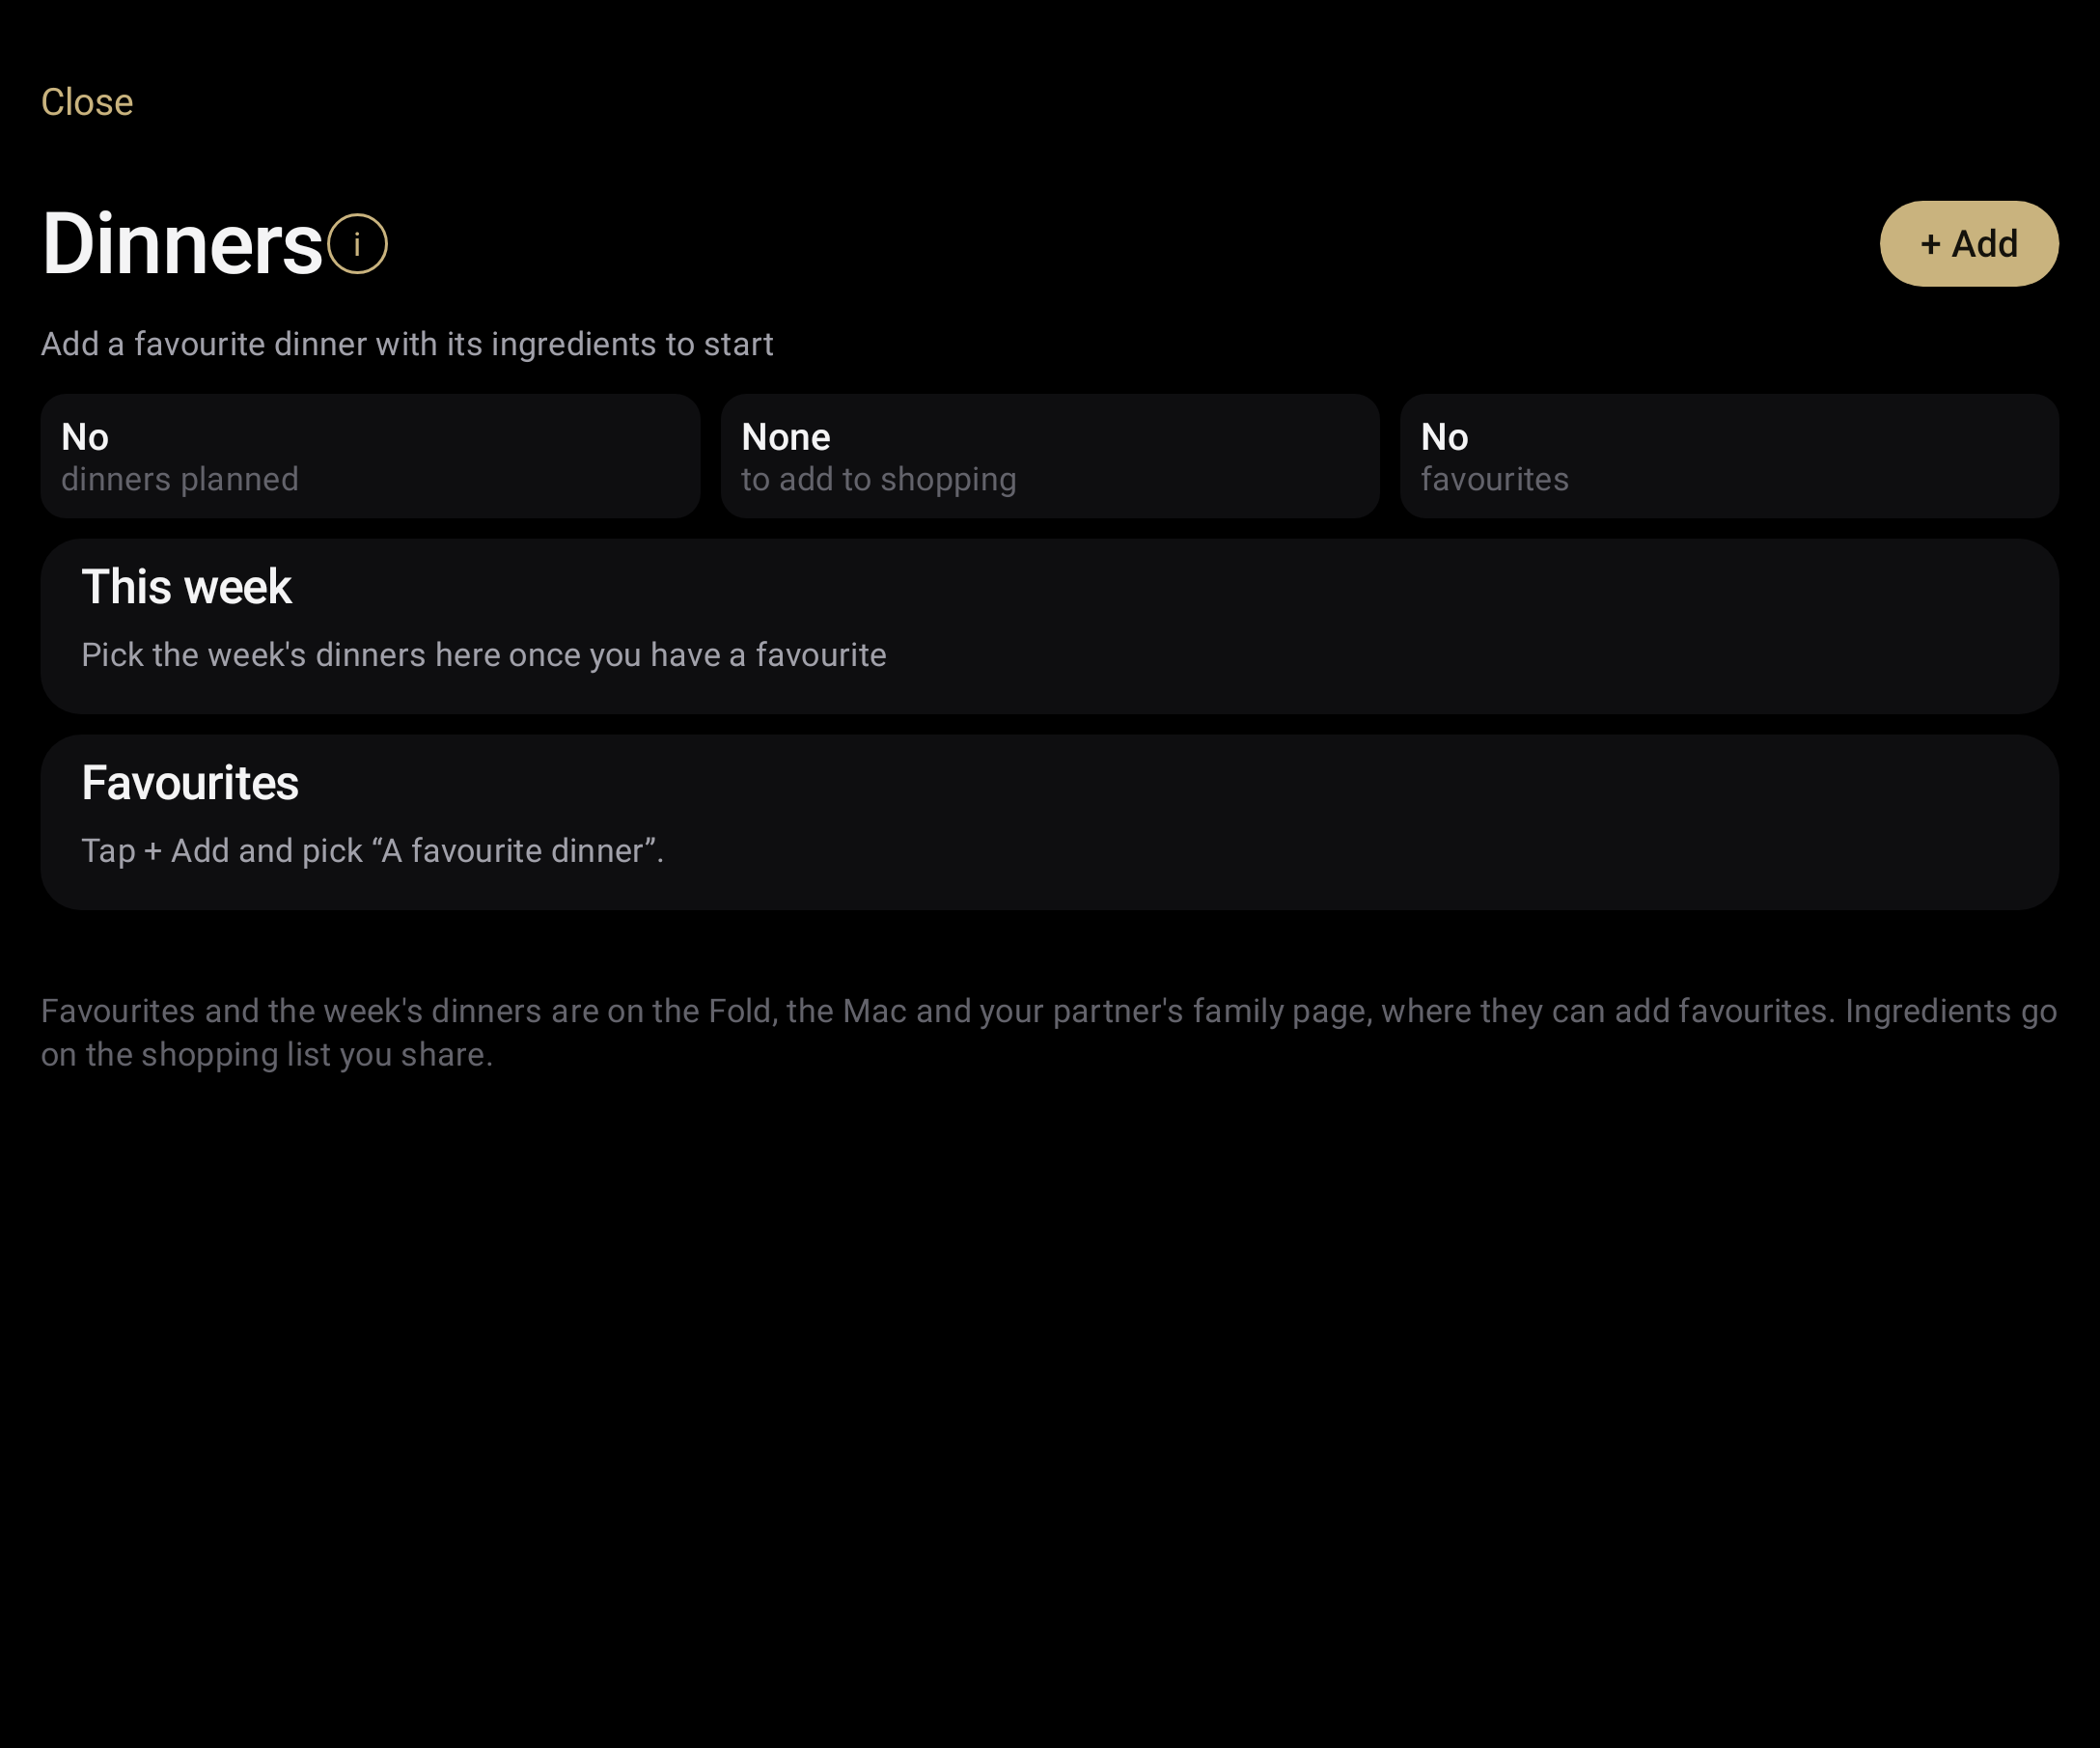 Close
Dinners i
+ Add
Add a favourite dinner with its ingredients to start
No
dinners planned
None
to add to shopping
No
favourites
This week
Pick the week's dinners here once you have a favourite
Favourites
Tap + Add and pick “A favourite dinner”.
Favourites and the week's dinners are on the Fold, the Mac and your partner's family page, where they can add favourites. Ingredients go
on the shopping list you share.